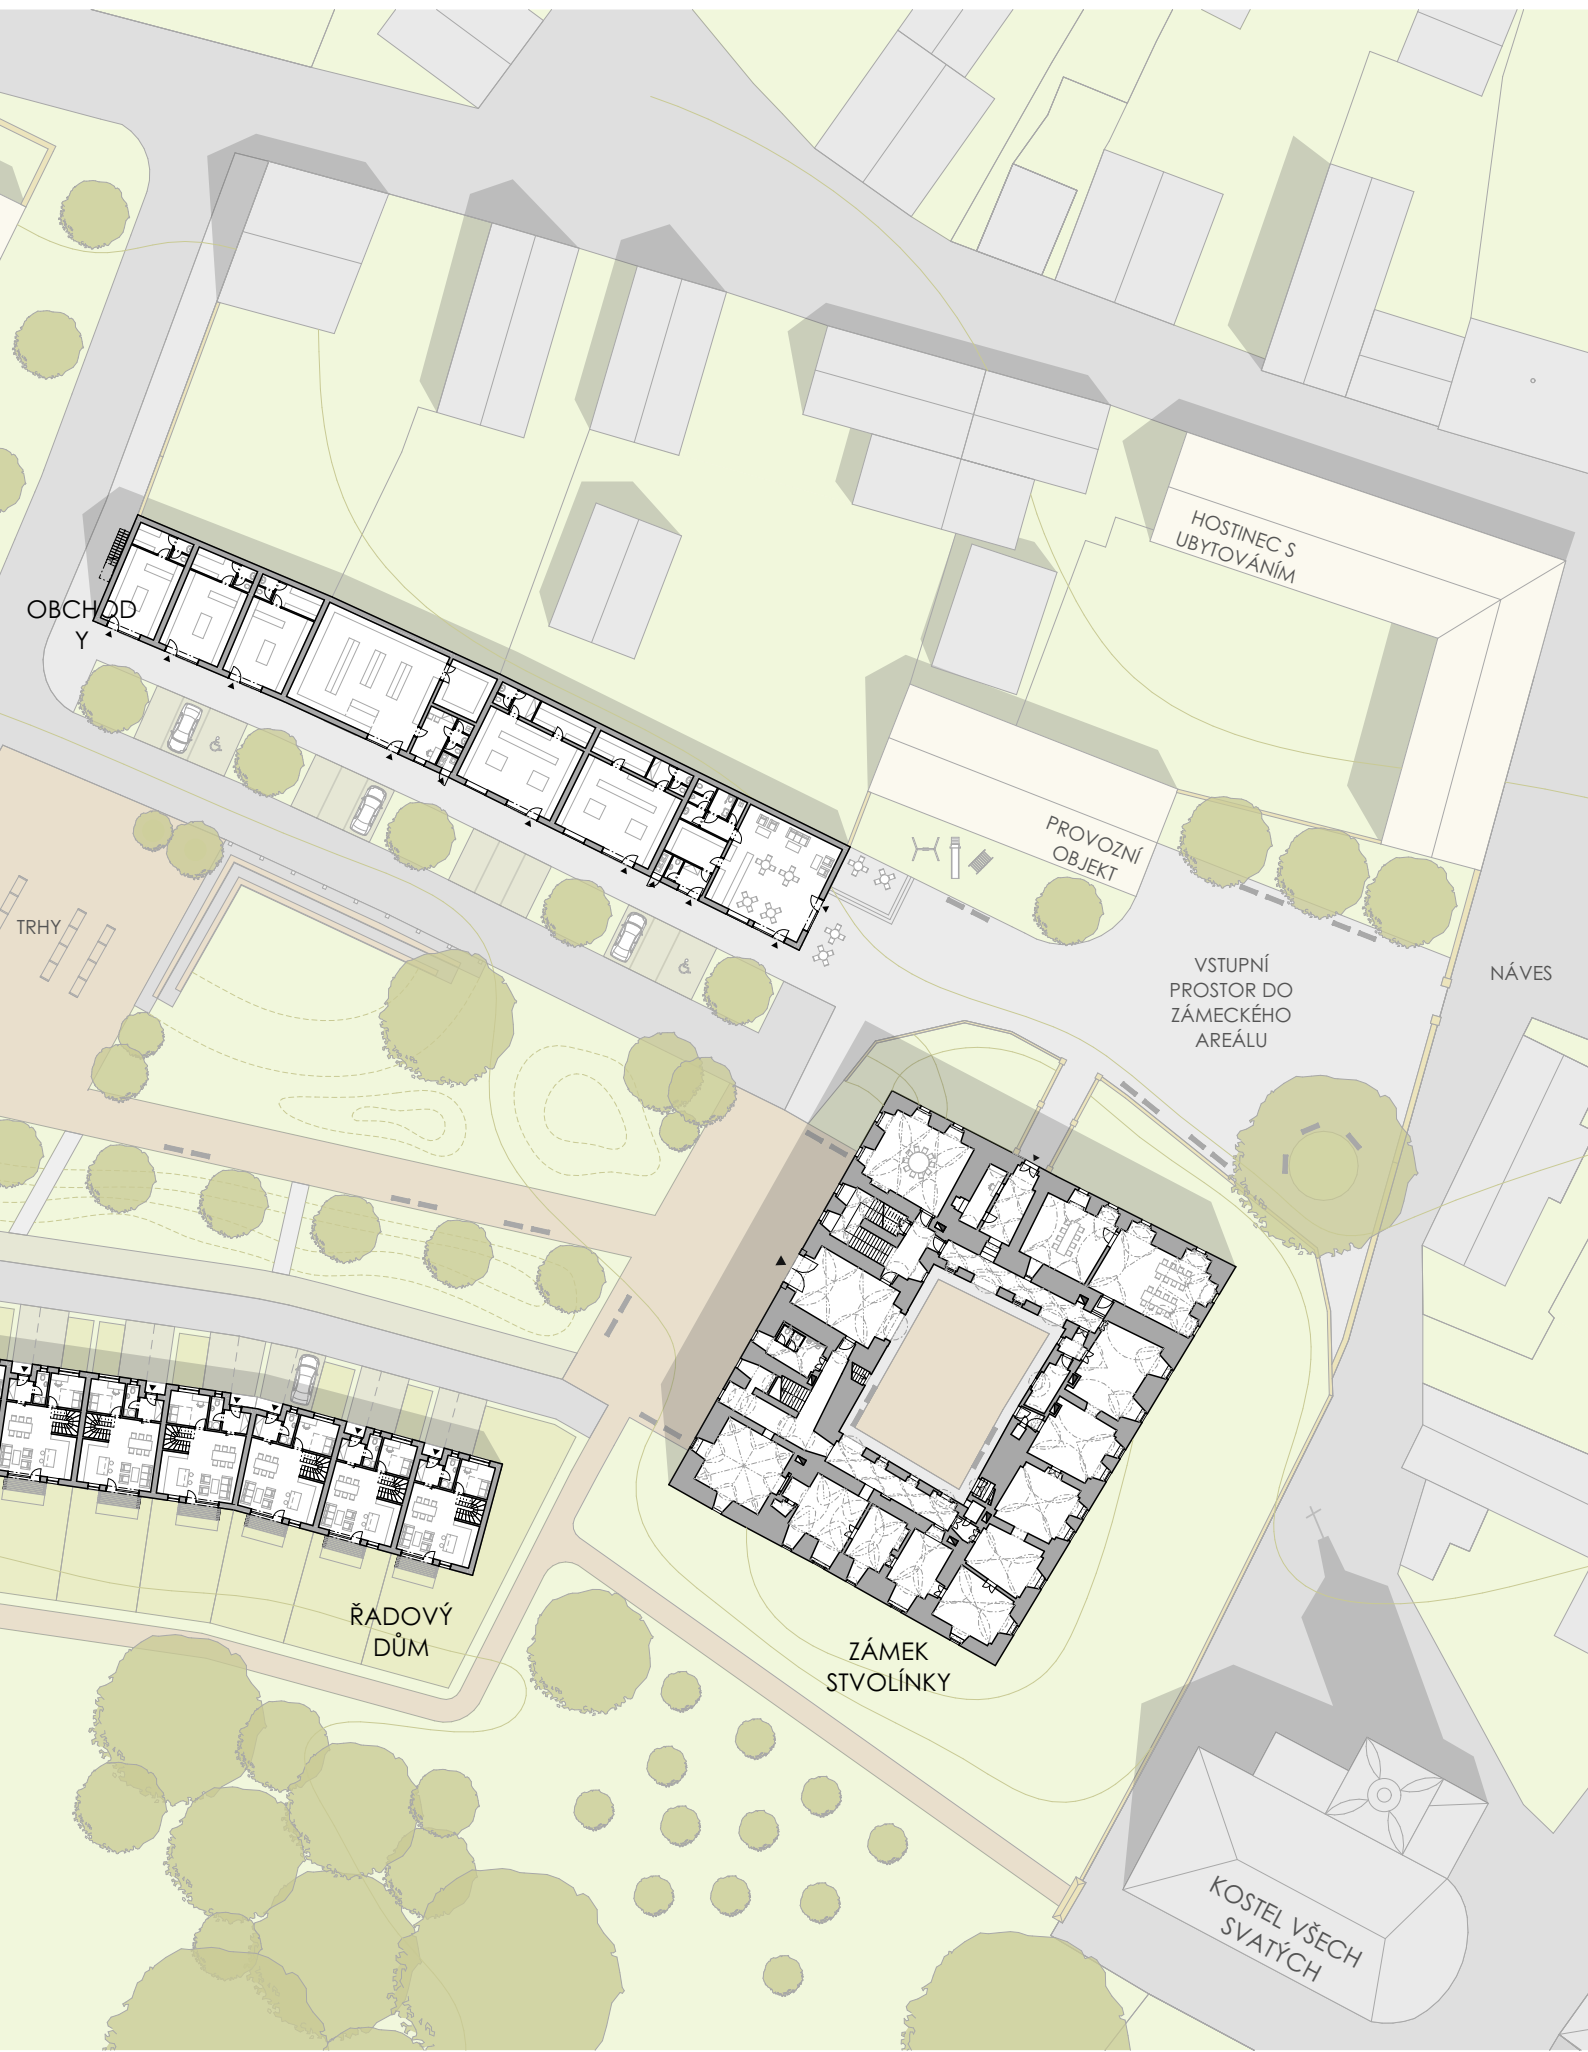 HOSTINEC S
UBYTOVÁNÍM
OBCHOD
Y
PROVOZNÍ
OBJEKT
TRHY
VSTUPNÍ
PROSTOR DO
ZÁMECKÉHO
AREÁLU
NÁVES
ŘADOVÝ
DŮM
ZÁMEK
STVOLÍNKY
KOSTEL VŠECH
SVATÝCH